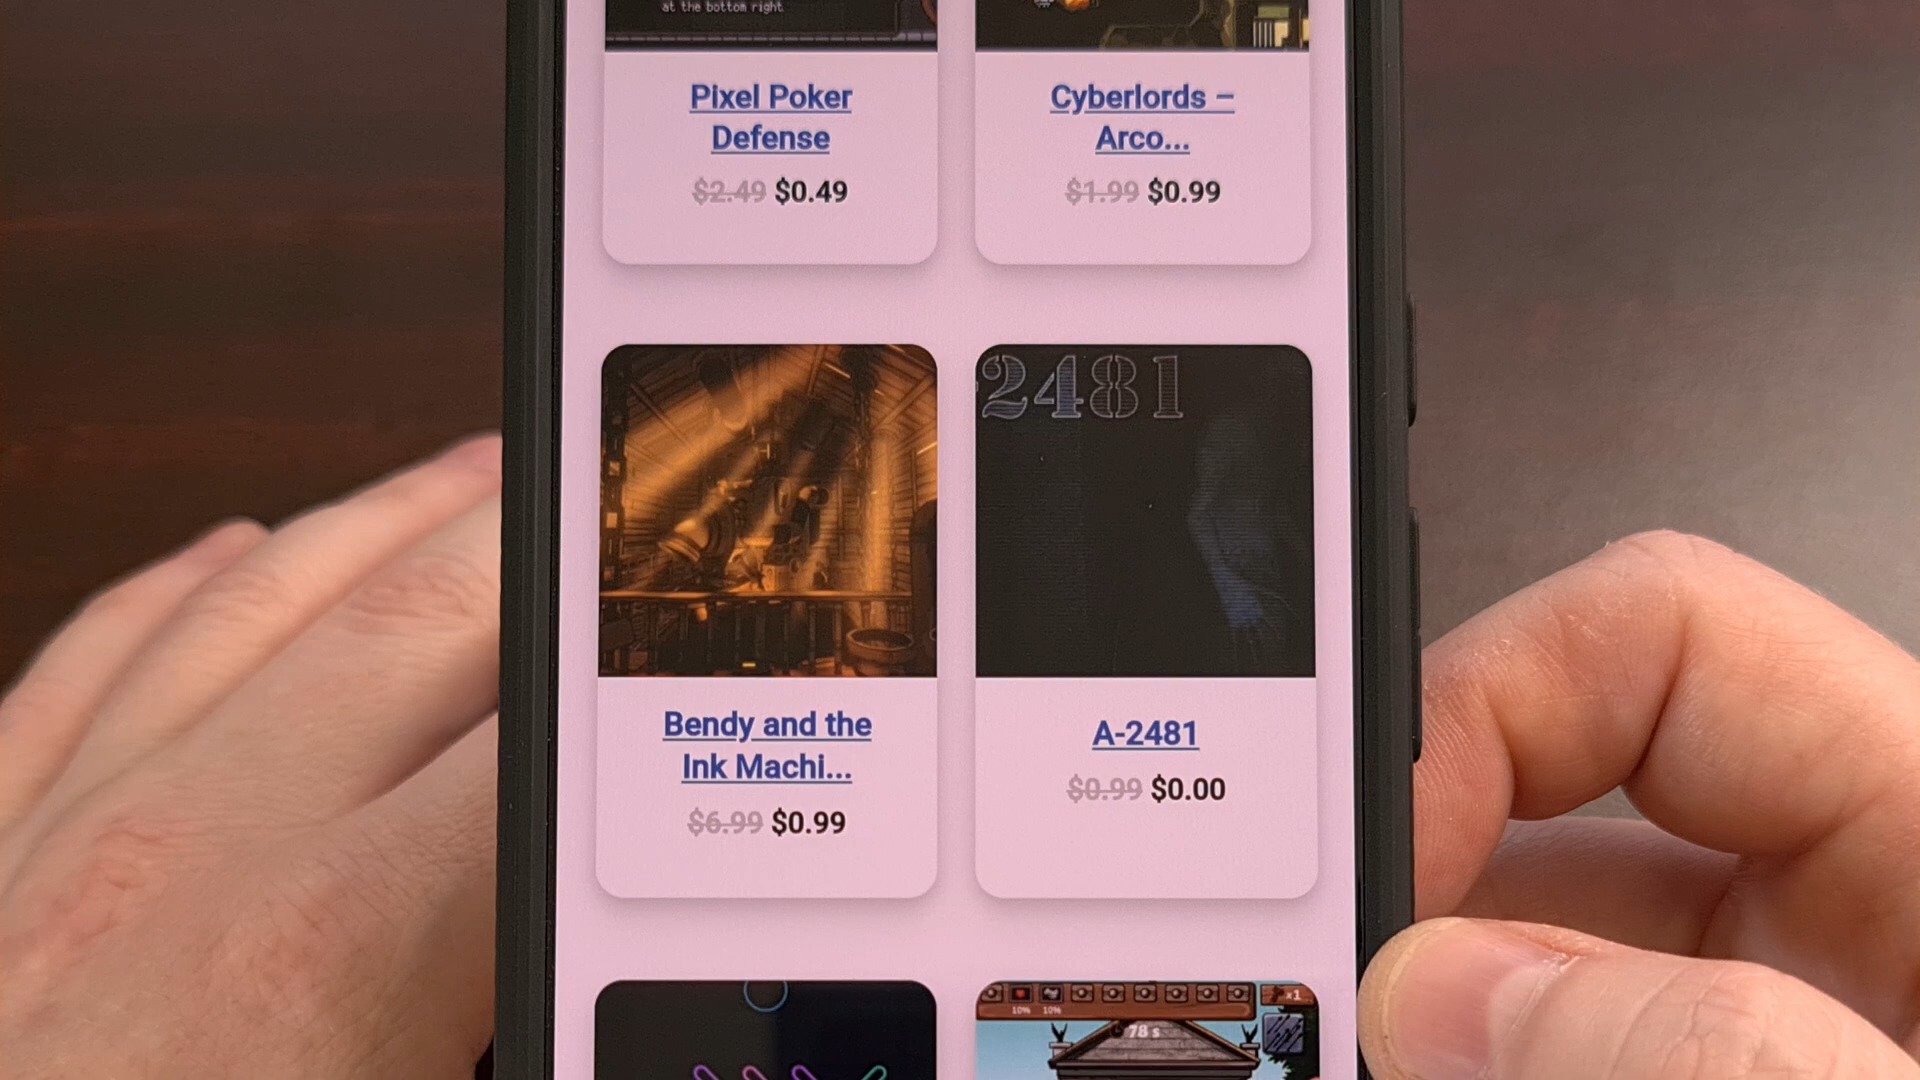 at the bottom right.
Pixel Poker
Defense
$2.49 $0.49
Cyberlords –
Arco...
$1.99 $0.99
2481
Bendy and the
Ink Machi...
$6.99 $0.99
A-2481
$0.99 $0.00
10% 10%
x1
78 s